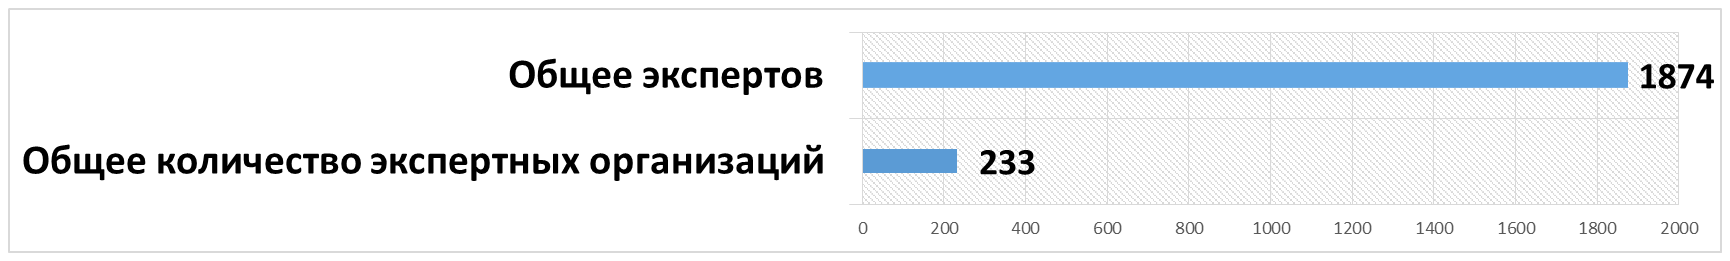 Общее экспертов
1874
Общее количество экспертных организаций
233
0 200 400 600 800 1000 1200 1400 1600 1800 2000